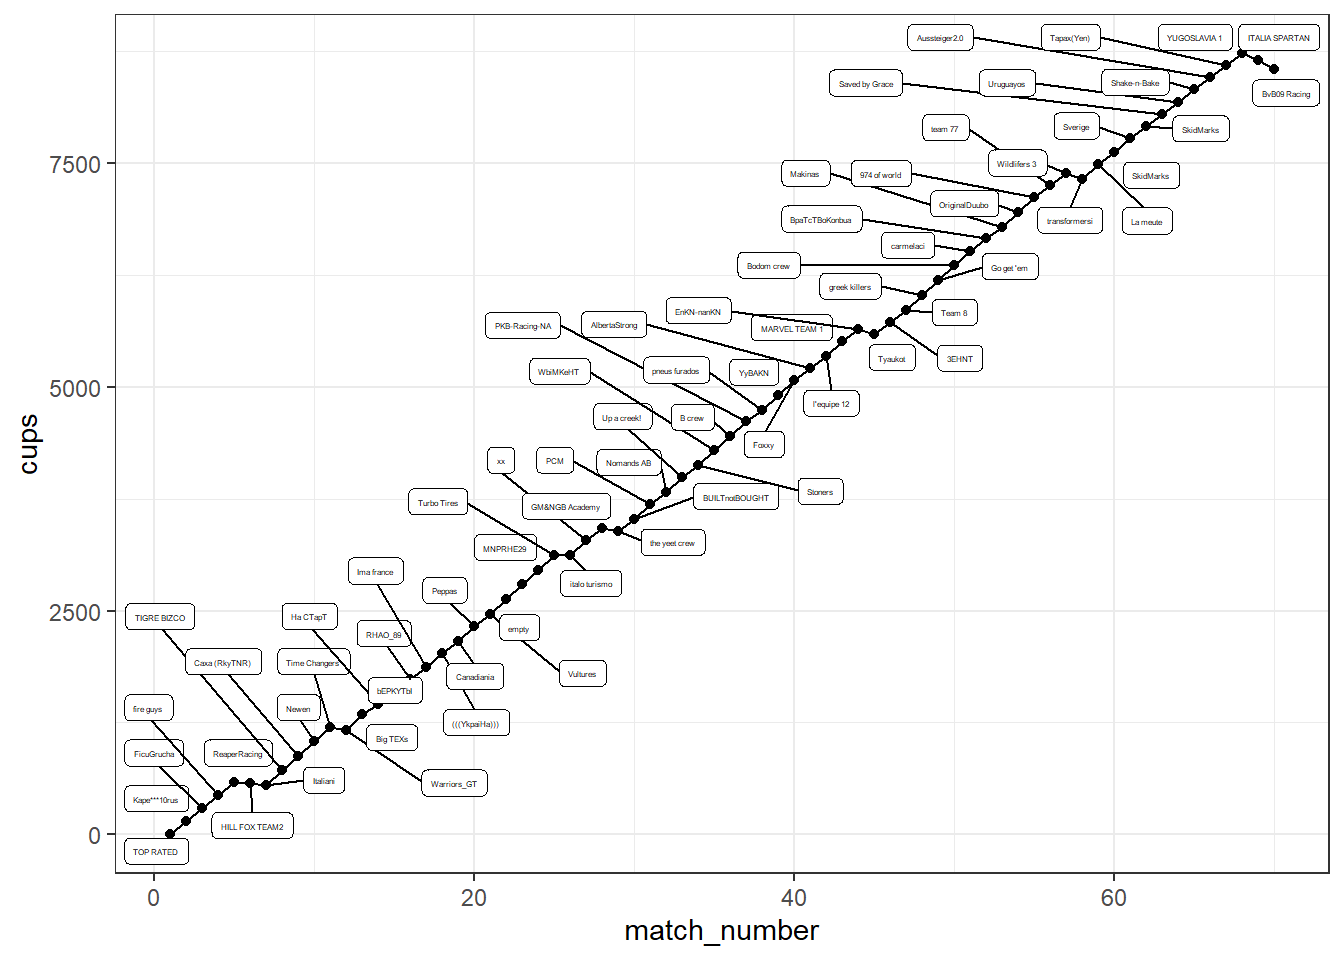 Aussteiger2.0
Tapax(Yen)
YUGOSLAVIA 1
ITALIA SPARTAN
Saved by Grace
Uruguayos
Shake-n-Bake
BvB09 Racing
team 77
Sverige
SkidMarks
7500
Makinas
974 of world
Wildlifers 3
SkidMarks
BpaTcTBoKonbua
OriginalDuubo
transformersi
La meute
carmelaci
Bodom crew
Go get 'em
greek killers
EnKN-nanKN
Team 8
PKB-Racing-NA
AlbertaStrong
MARVEL TEAM 1
Tyaukot
3EHNT
WbiMKeHT
pneus furados
YyBAKN
5000
l"equipe 12
Up a creek!
B crew
Foxxy
cups
xx
PCM
Nomands AB
Stoners
Turbo Tires
GM&NGB Academy
BUILTnotBOUGHT
MNPRHE29
the yeet crew
Ima france
Peppas
italo turismo
2500
TIGRE BIZCO
Ha CTapT
RHAO_89
empty
Caxa (RkyTNR)
Time Changers
Canadiania
Vultures
fire guys
Newen
bEPKYTbI
(((YkpaiHa)))
FicuGrucha
ReaperRacing
Big TEXs
Kape***10rus
Italiani
Warriors_GT
0
TOP RATED
HILL FOX TEAM2
0
20
40
60
match_number